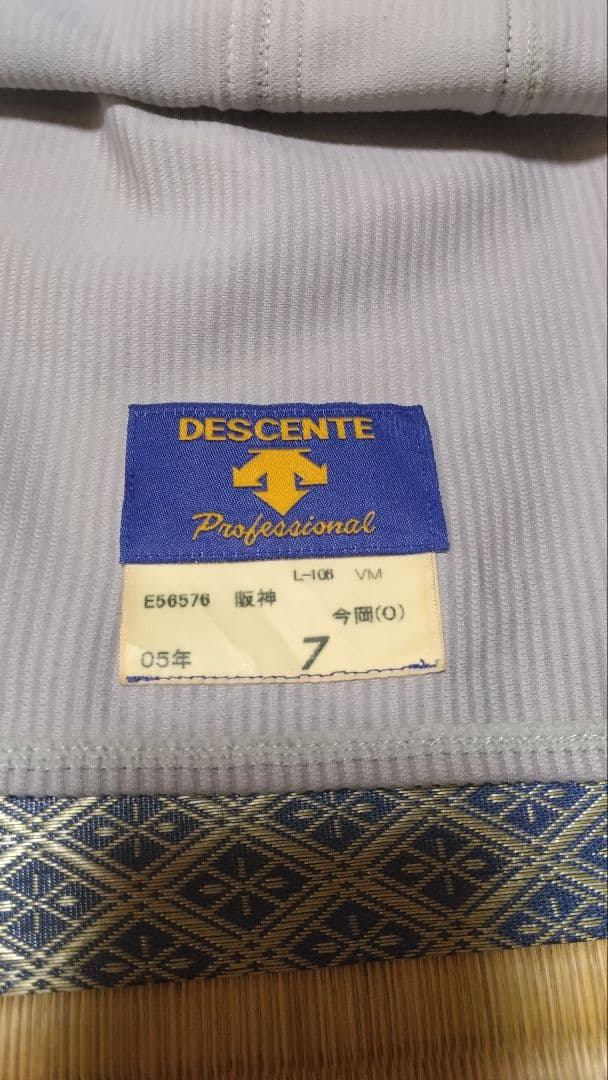 DESCENTE
Professional
L-106 VM
E56576 阪神
今岡(O)
05年 7